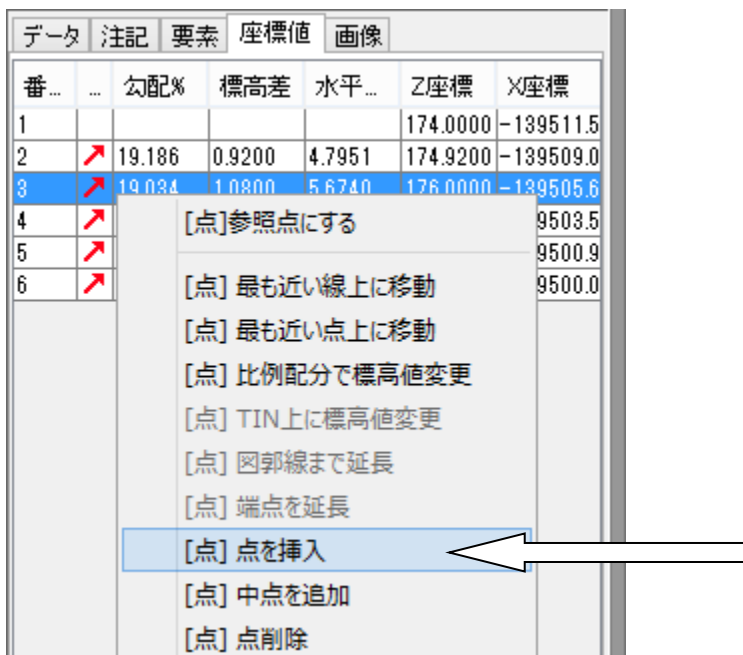 データ 注記 要素 座標値 画像
番... ... 勾配% 標高差 水平... Z座標 X座標
1 174.0000 -139511.5
2 19.186 0.9200 4.7951 174.9200 -139509.0
3 19.034 1.0800 5.6740 176.0000 -139505.6
4 9503.5
5 9500.9
6 9500.0
[点]参照点にする
[点] 最も近い線上に移動
[点] 最も近い点上に移動
[点] 比例配分で標高値変更
[点] TIN上に標高値変更
[点] 図郭線まで延長
[点] 端点を延長
[点] 点を挿入
[点] 中点を追加
[点] 点削除